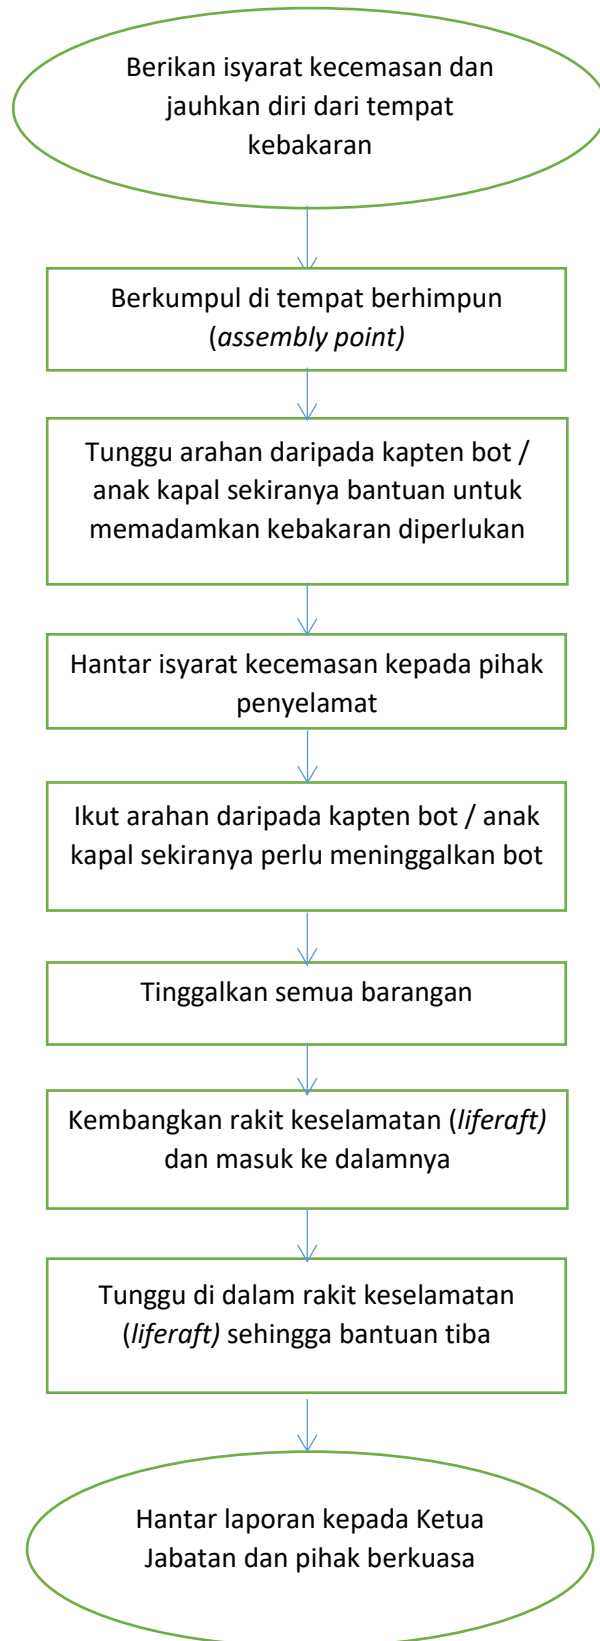 Berikan isyarat kecemasan dan
jauhkan diri dari tempat
kebakaran
Berkumpul di tempat berhimpun
(assembly point)
Tunggu arahan daripada kapten bot /
anak kapal sekiranya bantuan untuk
memadamkan kebakaran diperlukan
Hantar isyarat kecemasan kepada pihak
penyelamat
Ikut arahan daripada kapten bot / anak
kapal sekiranya perlu meninggalkan bot
Tinggalkan semua barangan
Kembangkan rakit keselamatan (liferaft)
dan masuk ke dalamnya
Tunggu di dalam rakit keselamatan
(liferaft) sehingga bantuan tiba
Hantar laporan kepada Ketua
Jabatan dan pihak berkuasa